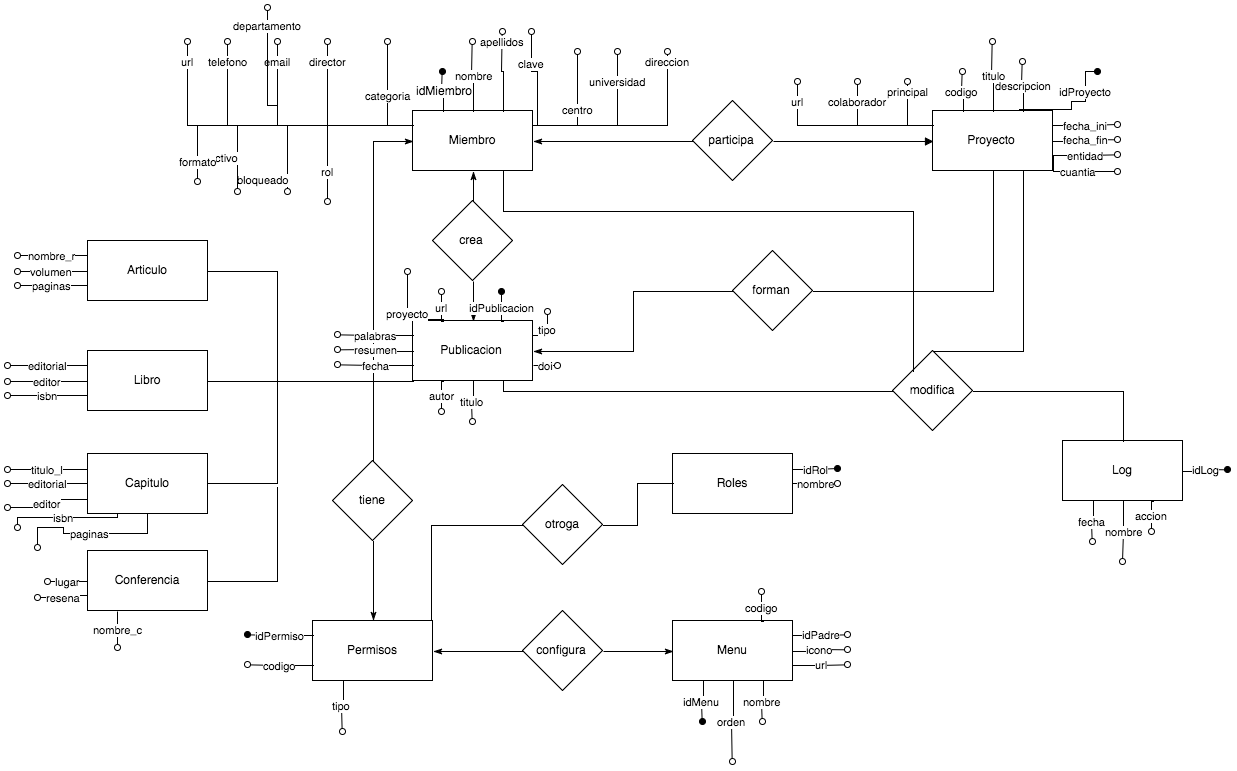 departamento
url
telefono
email
director
categoria
idMiembro
nombre
apellidos
clave
centro
universidad
direccion
formato
ctivo
bloqueado
rol
Miembro
participa
url
colaborador
principal
codigo
titulo
descripcion
idProyecto
Proyecto
fecha_ini
fecha_fin
entidad
cuantia
crea
forman
nombre_r
volumen
paginas
Articulo
proyecto
url
idPublicacion
tipo
palabras
resumen
fecha
doi
Publicacion
autor
titulo
editorial
editor
isbn
Libro
modifica
titulo_l
editorial
editor
isbn
paginas
Capitulo
tiene
otroga
Roles
idRol
nombre
Log
idLog
fecha
nombre
accion
lugar
resena
nombre_c
Conferencia
idPermiso
codigo
tipo
Permisos
configura
codigo
Menu
idPadre
icono
url
idMenu
orden
nombre